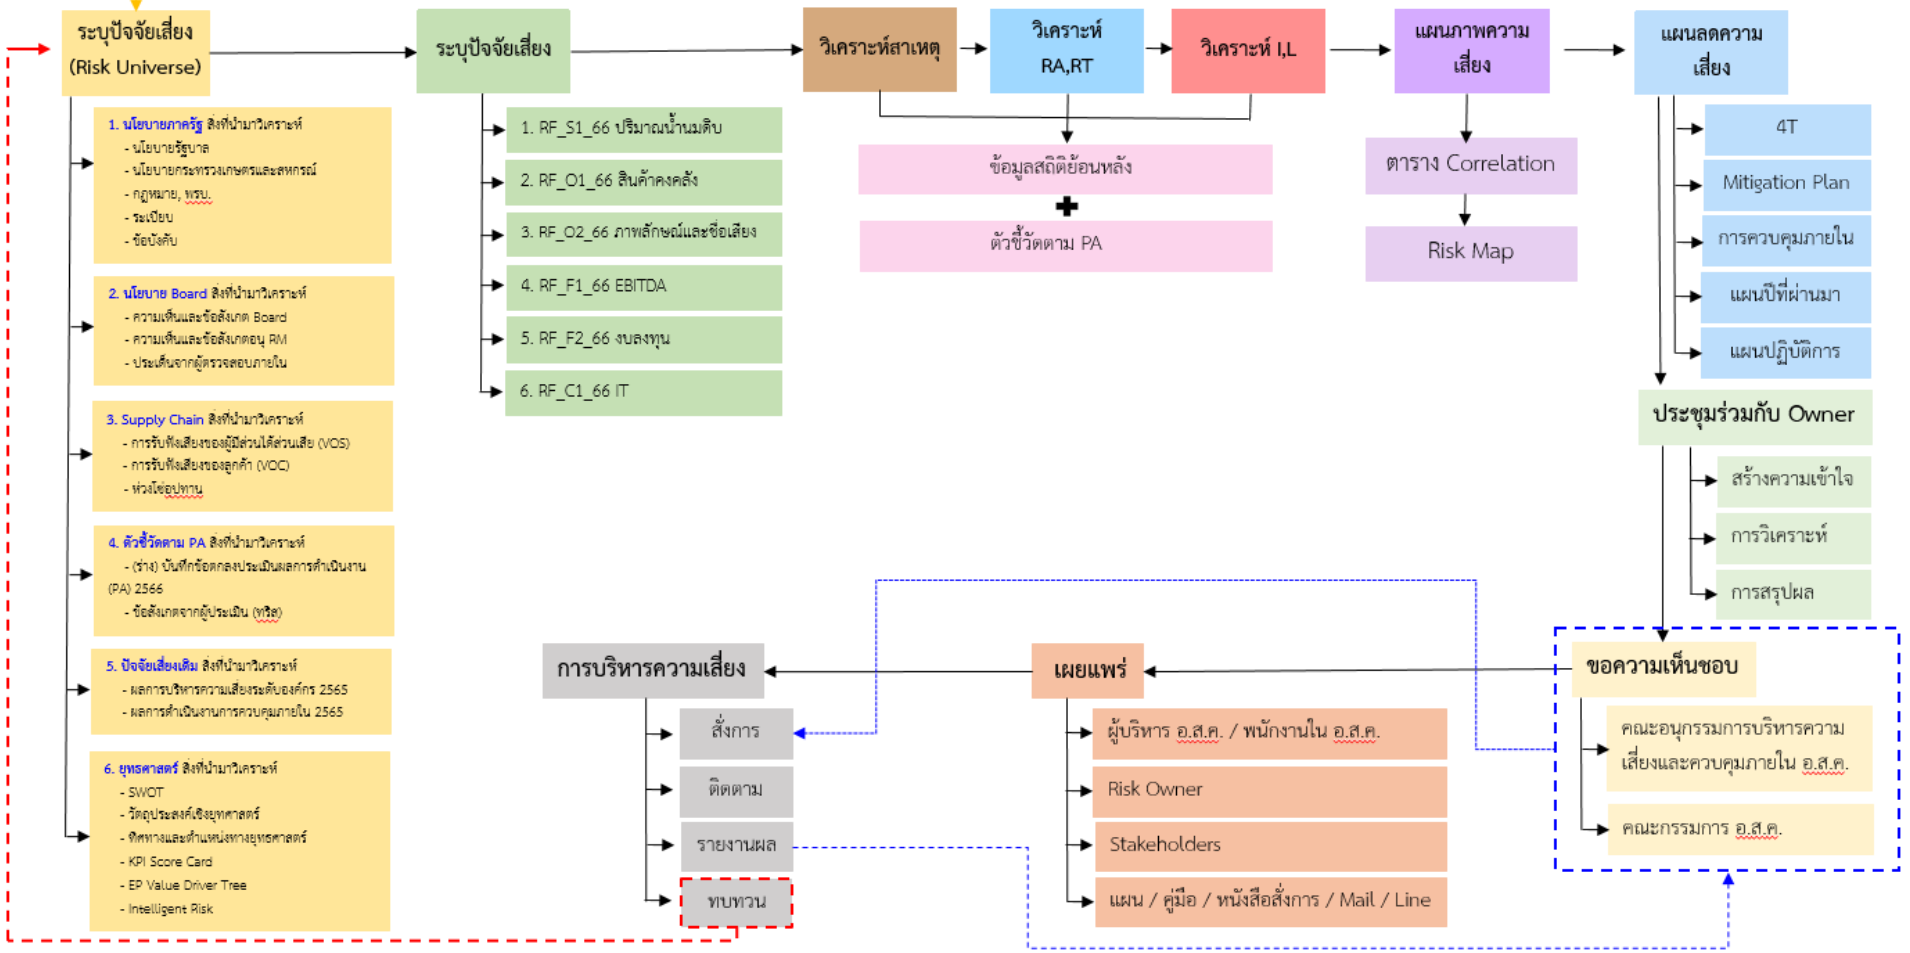 ระบุปัจจัยเสี่ยง
(Risk Universe)
1. นโยบายภาครัฐ สิ่งที่นำมาวิเคราะห์
- นโยบายรัฐบาล
- นโยบายกระทรวงเกษตรและสหกรณ์
- กฎหมาย, พรบ.
- ระเบียบ
- ข้อบังคับ
2. นโยบาย Board สิ่งที่นำมาวิเคราะห์
- ความเห็นและข้อสังเกต Board
- ความเห็นและข้อสังเกตอนุ RM
- ประเด็นจากผู้ตรวจสอบภายใน
3. Supply Chain สิ่งที่นำมาวิเคราะห์
- การรับฟังเสียงของผู้มีส่วนได้ส่วนเสีย (VOS)
- การรับฟังเสียงของลูกค้า (VOC)
- ห่วงโซ่อุปทาน
4. ตัวชี้วัดตาม PA สิ่งที่นำมาวิเคราะห์
- (ร่าง) บันทึกข้อตกลงประเมินผลการดำเนินงาน
(PA) 2566
- ข้อสังเกตจากผู้ประเมิน (ทริส)
5. ปัจจัยเสี่ยงเดิม สิ่งที่นำมาวิเคราะห์
- ผลการบริหารความเสี่ยงระดับองค์กร 2565
- ผลการดำเนินงานการควบคุมภายใน 2565
6. ยุทธศาสตร์ สิ่งที่นำมาวิเคราะห์
- SWOT
- วัตถุประสงค์เชิงยุทศาสตร์
- ทิศทางและตำแหน่งทางยุทธศาสตร์
- KPI Score Card
- EP Value Driver Tree
- Intelligent Risk
ระบุปัจจัยเสี่ยง
1. RF_S1_66 ปริมาณน้ำนมดิบ
2. RF_O1_66 สินค้าคงคลัง
3. RF_O2_66 ภาพลักษณ์และชื่อเสียง
4. RF_F1_66 EBITDA
5. RF_F2_66 งบลงทุน
6. RF_C1_66 IT
วิเคราะห์สาเหตุ
วิเคราะห์
RA,RT
วิเคราะห์ I,L
ข้อมูลสถิติย้อนหลัง
ตัวชี้วัดตาม PA
แผนภาพความ
เสี่ยง
ตาราง Correlation
Risk Map
แผนลดความ
เสี่ยง
4T
Mitigation Plan
การควบคุมภายใน
แผนปีที่ผ่านมา
แผนปฏิบัติการ
ประชุมร่วมกับ Owner
สร้างความเข้าใจ
การวิเคราะห์
การสรุปผล
ขอความเห็นชอบ
คณะอนุกรรมการบริหารความ
เสี่ยงและควบคุมภายใน อ.ส.ค.
คณะกรรมการ อ.ส.ค.
เผยแพร่
ผู้บริหาร อ.ส.ค. / พนักงานใน อ.ส.ค.
Risk Owner
Stakeholders
แผน / คู่มือ / หนังสือสั่งการ / Mail / Line
การบริหารความเสี่ยง
สั่งการ
ติดตาม
รายงานผล
ทบทวน